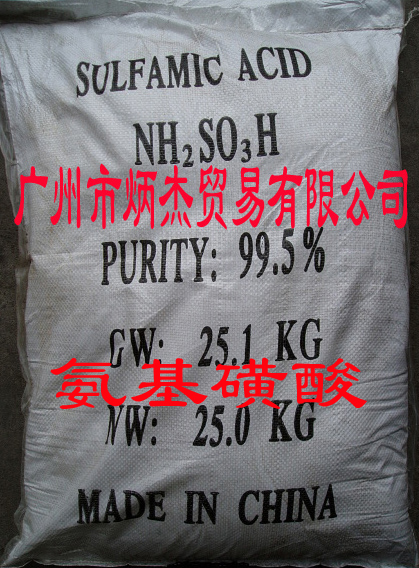 SULFAMIC ACID
NH₂SO₃H
广州市炳杰贸易有限公司
PURITY: 99.5%
GW: 25.1 KG
氨基磺酸
NW: 25.0 KG
MADE IN CHINA